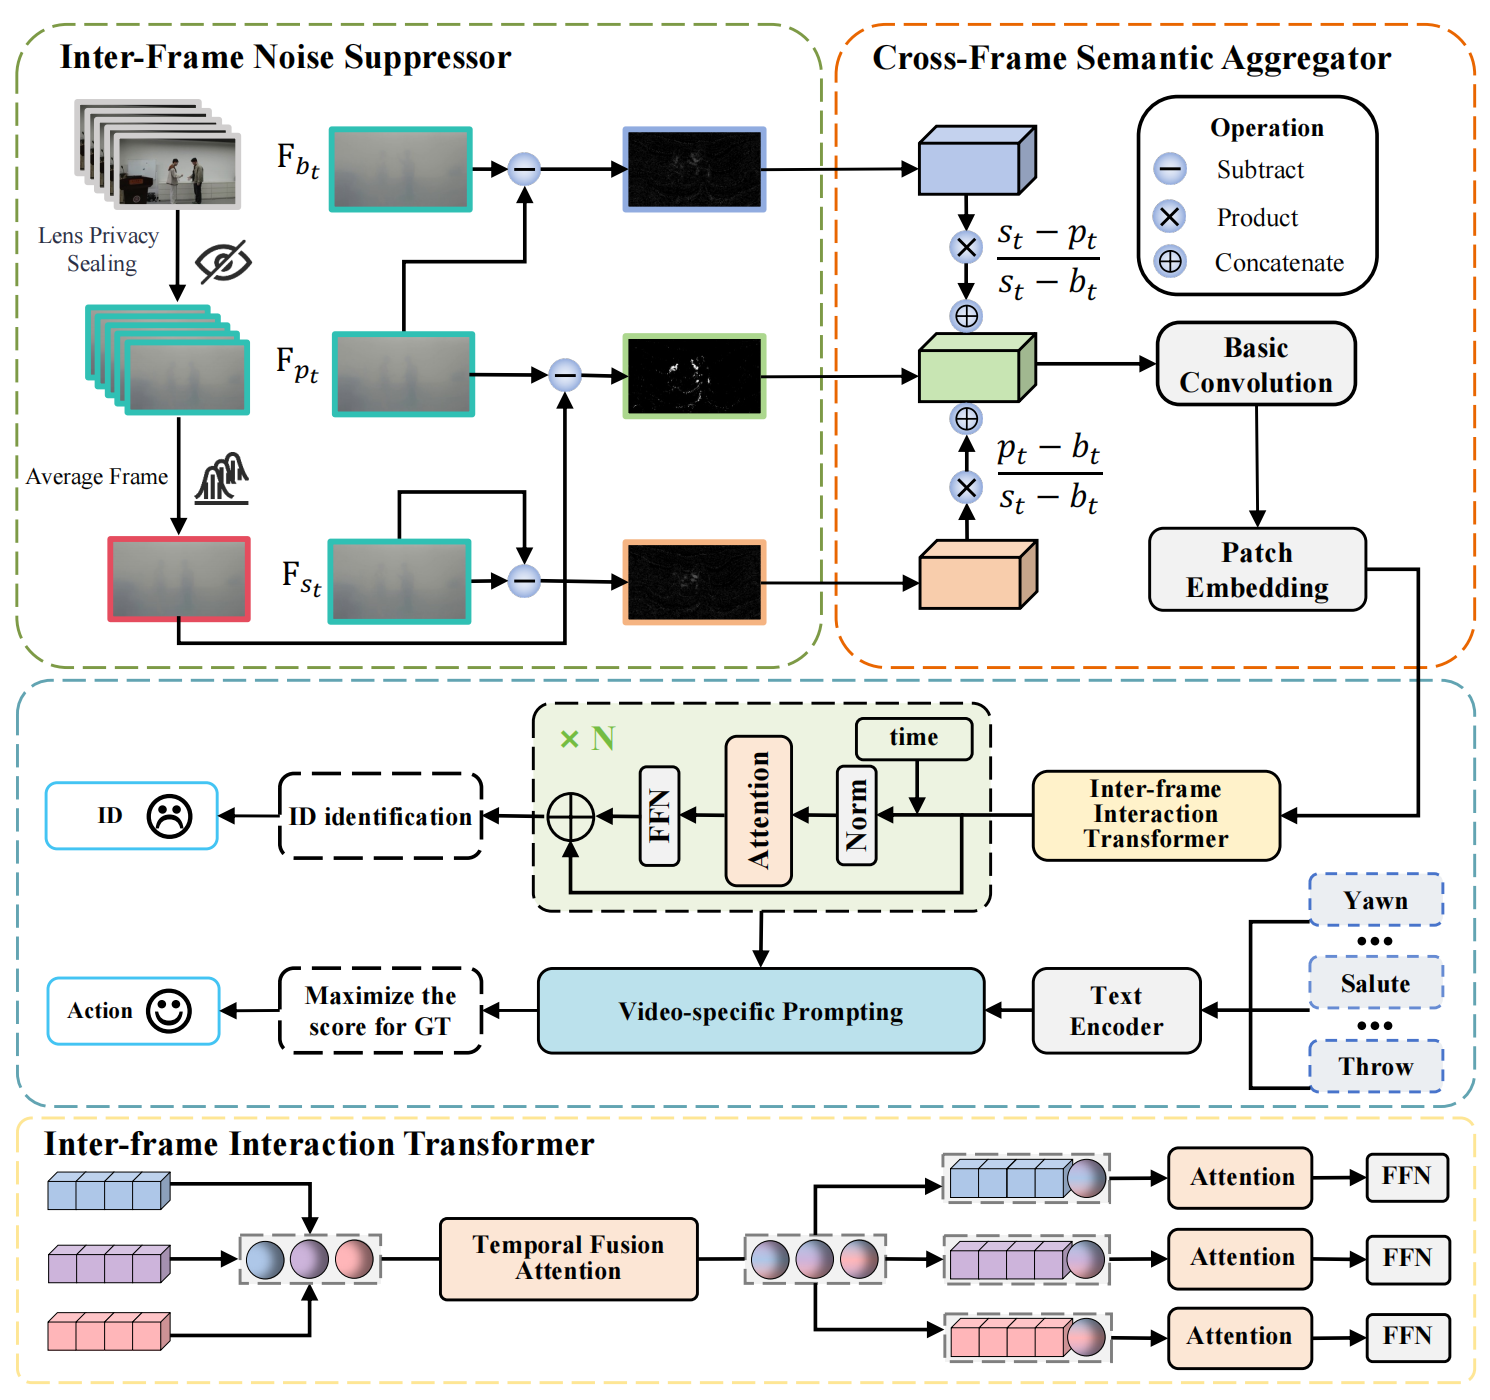 Inter-Frame Noise Suppressor
Lens Privacy
Sealing
Average Frame
F_{b_t}
F_{p_t}
F_{s_t}
Cross-Frame Semantic Aggregator
Operation
Subtract
Product
Concatenate
s_t − p_t
s_t − b_t
p_t − b_t
s_t − b_t
Basic
Convolution
Patch
Embedding
× N
time
Norm
Attention
FFN
Inter-frame
Interaction
Transformer
ID identification
ID
Yawn
•••
Salute
•••
Throw
Text
Encoder
Video-specific Prompting
Maximize the
score for GT
Action
Inter-frame Interaction Transformer
Temporal Fusion
Attention
Attention
FFN
Attention
FFN
Attention
FFN